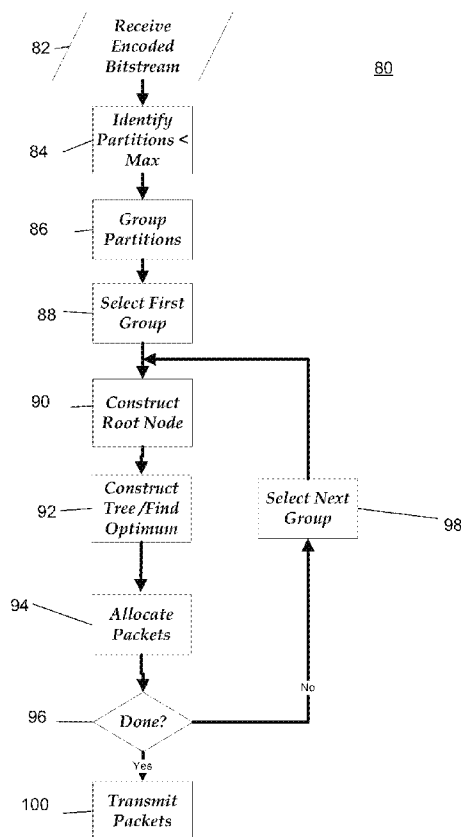 82
Receive
Encoded
Bitstream
80
84
Identify
Partitions <
Max
86
Group
Partitions
88
Select First
Group
90
Construct
Root Node
92
Construct
Tree/Find
Optimum
Select Next
Group
98
94
Allocate
Packets
96
Done?
No
Yes
100
Transmit
Packets